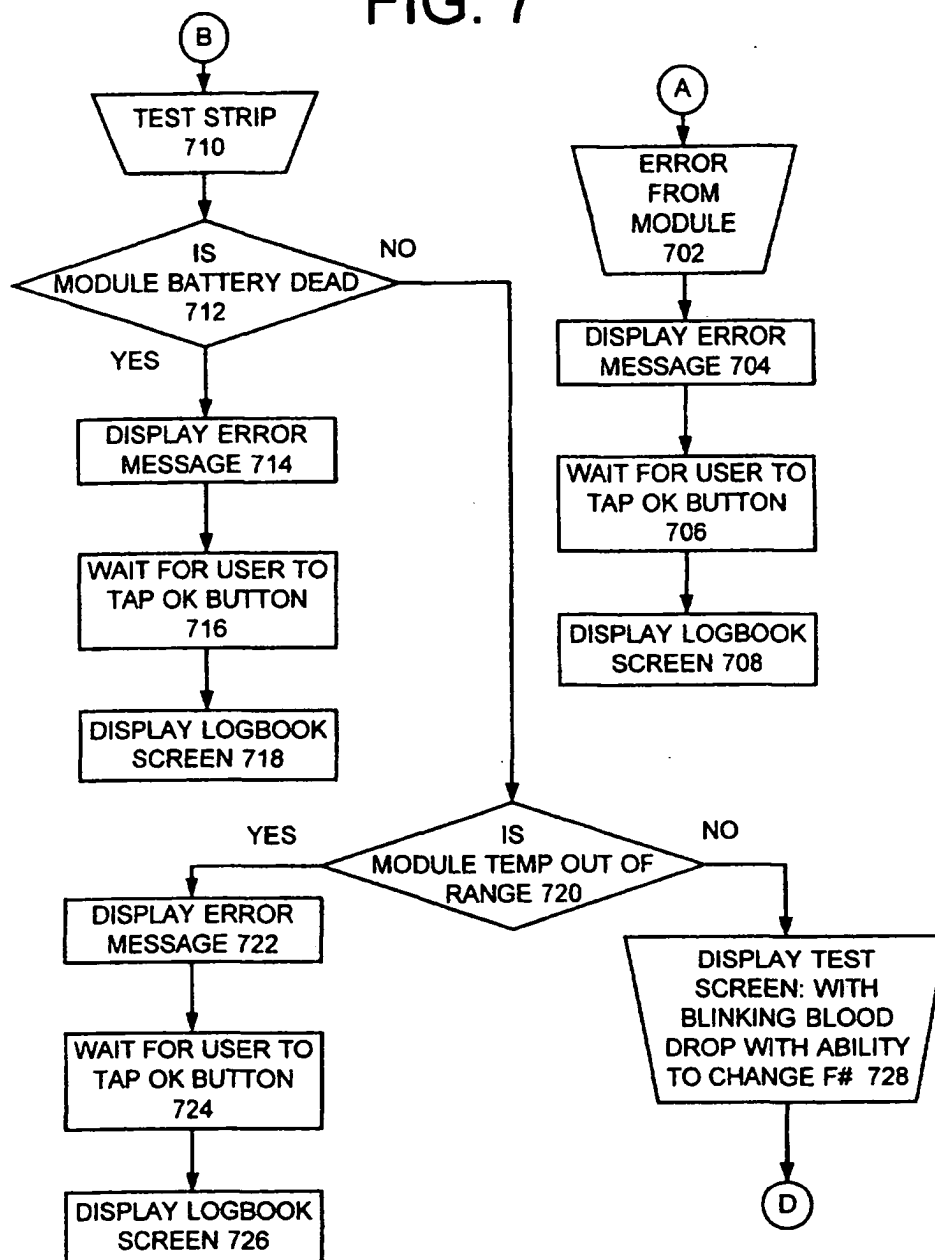 FIG. 7
B
TEST STRIP
710
IS
MODULE BATTERY DEAD
712
NO
YES
DISPLAY ERROR
MESSAGE 714
WAIT FOR USER TO
TAP OK BUTTON
716
DISPLAY LOGBOOK
SCREEN 718
A
ERROR
FROM
MODULE
702
DISPLAY ERROR
MESSAGE 704
WAIT FOR USER TO
TAP OK BUTTON
706
DISPLAY LOGBOOK
SCREEN 708
IS
MODULE TEMP OUT OF
RANGE 720
YES
NO
DISPLAY ERROR
MESSAGE 722
WAIT FOR USER TO
TAP OK BUTTON
724
DISPLAY LOGBOOK
SCREEN 726
DISPLAY TEST
SCREEN: WITH
BLINKING BLOOD
DROP WITH ABILITY
TO CHANGE F# 728
D